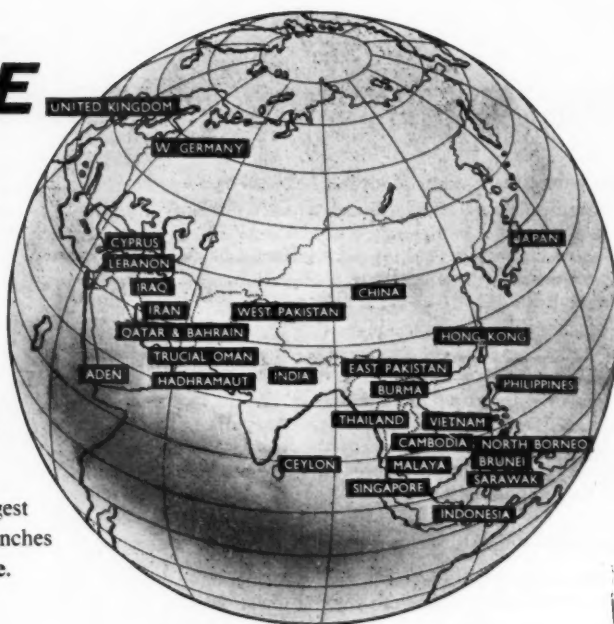 E
UNITED KINGDOM
W. GERMANY
CYPRUS
JAPAN
LEBANON
IRAQ
CHINA
IRAN
WEST PAKISTAN
QATAR & BAHRAIN
HONG KONG
TRUCIAL OMAN
EAST PAKISTAN
ADEN
HADHRAMAUT
INDIA
BURMA
PHILIPPINES
THAILAND
VIETNAM
CAMBODIA
NORTH BORNEO
CEYLON
MALAYA
BRUNEI
SINGAPORE
SARAWAK
INDONESIA
gest
nches
e.